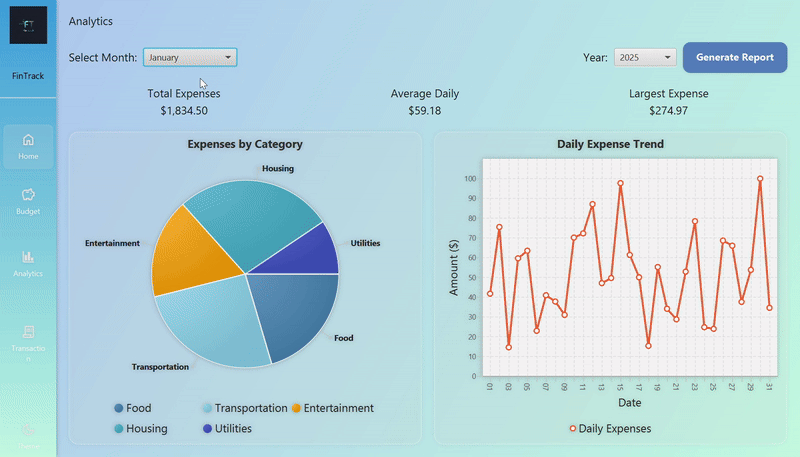 Analytics
FT
FinTrack
Home
Budget
Analytics
Transactio
n
Select Month:
January
Year:
2025
Generate Report
Total Expenses
$1,834.50
Average Daily
$59.18
Largest Expense
$274.97
Expenses by Category
Housing
Entertainment
Utilities
Food
Transportation
Food Transportation Entertainment
Housing Utilities
Daily Expense Trend
Amount ($)
100
90
80
70
60
50
40
30
20
10
0
01 03 05 07 09 11 13 15 17 19 21 23 25 27 29 31
Date
Daily Expenses